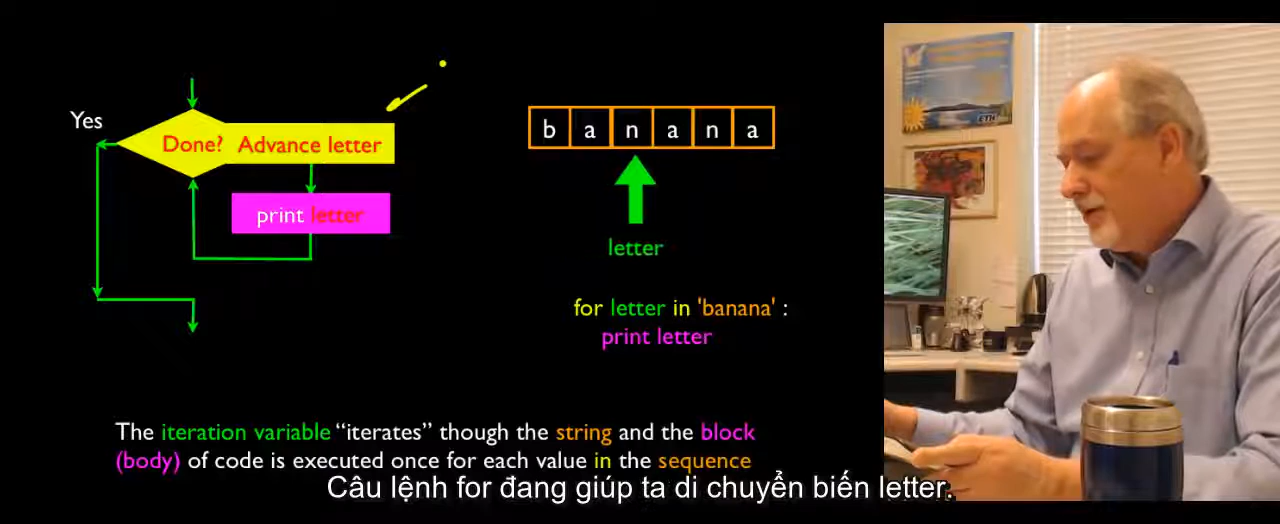 Yes
Done? Advance letter
print letter
b a n a n a
letter
for letter in 'banana' :
print letter
The iteration variable “iterates” though the string and the block
(body) of code is executed once for each value in the sequence
Câu lệnh for đang giúp ta di chuyển biến letter.
ETH